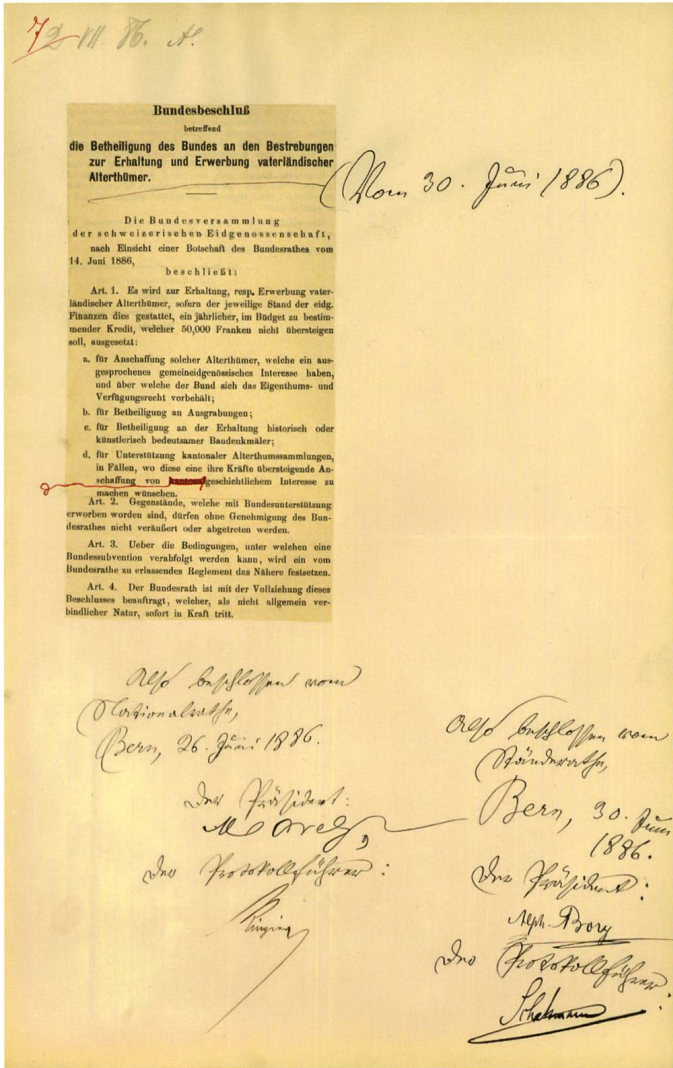 VII. 86.
Bundesbeschluß
betreffend
die Betheiligung des Bundes an den Bestrebungen
zur Erhaltung und Erwerbung vaterländischer
Alterthümer.
(Vom 30. Juni 1886).
Die Bundesversammlung
der schweizerischen Eidgenossenschaft,
nach Einsicht einer Botschaft des Bundesrathes vom
14. Juni 1886,
beschließt:
Art. 1. Es wird zur Erhaltung, resp. Erwerbung vater-
ländischer Alterthümer, sofern der jeweilige Stand der eidg.
Finanzen dies gestattet, ein jährlicher, im Budget zu bestim-
mender Kredit, welcher 50,000 Franken nicht übersteigen
soll, ausgesetzt:
a. für Anschaffung solcher Alterthümer, welche ein aus-
gesprochenes gemeineidgenössisches Interesse haben,
und über welche der Bund sich das Eigenthums- und
Verfügungsrecht vorbehält;
b. für Betheiligung an Ausgrabungen;
c. für Betheiligung an der Erhaltung historisch oder
künstlerisch bedeutsamer Baudenkmäler;
d. für Unterstützung kantonaler Alterthumssammlungen,
in Fällen, wo diese eine ihre Kräfte übersteigende An-
schaffung von geschichtlichem Interesse zu
machen wünschen.
Art. 2. Gegenstände, welche mit Bundesunterstützung
erworben worden sind, dürfen ohne Genehmigung des Bun-
desrathes nicht veräußert oder abgetreten werden.
Art. 3. Ueber die Bedingungen, unter welchen eine
Bundessubvention verabfolgt werden kann, wird ein vom
Bundesrathe zu erlassendes Reglement das Nähere festsetzen.
Art. 4. Der Bundesrath ist mit der Vollziehung dieses
Beschlusses beauftragt, welcher, als nicht allgemein ver-
bindlicher Natur, sofort in Kraft tritt.
Also beschlossen vom
Nationalrathe,
Bern, 26. Juni 1886.
Der Präsident:
Der Protokollführer:
Ringier
Also beschlossen vom
Ständerathe,
Bern, 30. Juni
1886.
Der Präsident:
Alph. Bory
Der Protokollführer:
Schatzmann